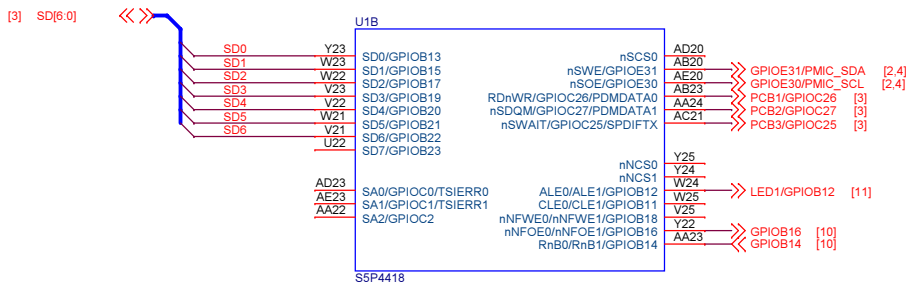 [3] SD[6:0]
U1B
SD0 Y23 SD0/GPIOB13
SD1 W23 SD1/GPIOB15
SD2 W22 SD2/GPIOB17
SD3 V23 SD3/GPIOB19
SD4 V22 SD4/GPIOB20
SD5 W21 SD5/GPIOB21
SD6 V21 SD6/GPIOB22
U22 SD7/GPIOB23
AD23 SA0/GPIOC0/TSIERR0
AE23 SA1/GPIOC1/TSIERR1
AA22 SA2/GPIOC2
nSCS0 AD20
nSWE/GPIOE31 AB20 GPIOE31/PMIC_SDA [2,4]
nSOE/GPIOE30 AE20 GPIOE30/PMIC_SCL [2,4]
RDnWR/GPIOC26/PDMDATA0 AB23 PCB1/GPIOC26 [3]
nSDQM/GPIOC27/PDMDATA1 AA24 PCB2/GPIOC27 [3]
nSWAIT/GPIOC25/SPDIFTX AC21 PCB3/GPIOC25 [3]
nNCS0 Y25
nNCS1 Y24
ALE0/ALE1/GPIOB12 W24 LED1/GPIOB12 [11]
CLE0/CLE1/GPIOB11 W25
nNFWE0/nNFWE1/GPIOB18 V25
nNFOE0/nNFOE1/GPIOB16 Y22 GPIOB16 [10]
RnB0/RnB1/GPIOB14 AA23 GPIOB14 [10]
S5P4418